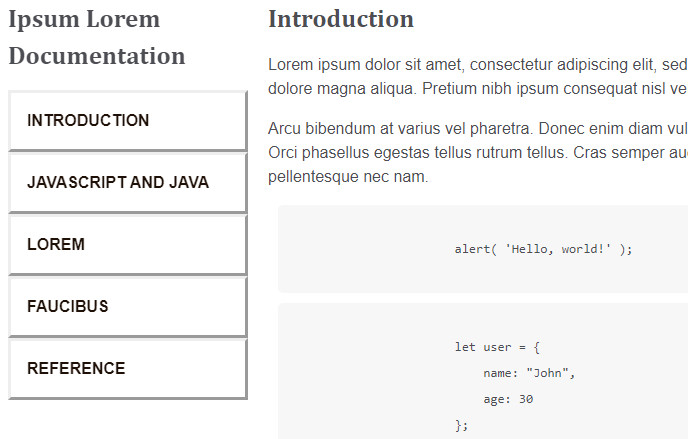 Ipsum Lorem
Documentation
INTRODUCTION
JAVASCRIPT AND JAVA
LOREM
FAUCIBUS
REFERENCE
Introduction
Lorem ipsum dolor sit amet, consectetur adipiscing elit, sed
dolore magna aliqua. Pretium nibh ipsum consequat nisl ve
Arcu bibendum at varius vel pharetra. Donec enim diam vul
Orci phasellus egestas tellus rutrum tellus. Cras semper au
pellentesque nec nam.
alert( 'Hello, world!' );
let user = {
    name: "John",
    age: 30
};